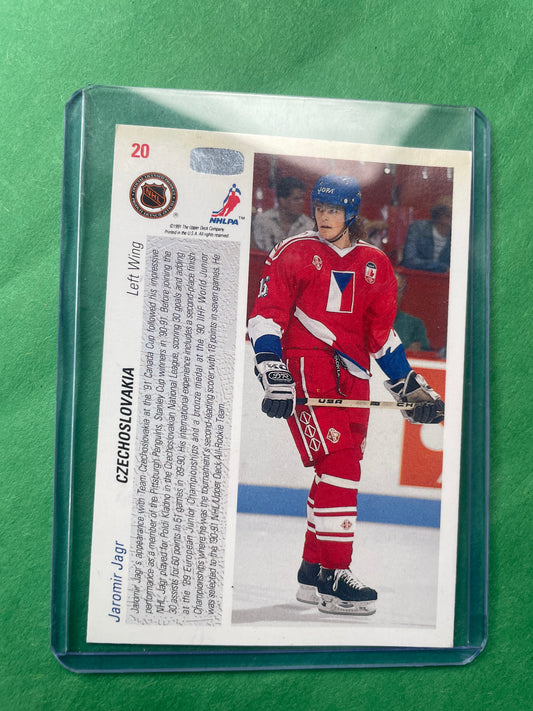 20
NHLPA
TM
©1991 The Upper Deck Company.
Printed in the U.S.A. All rights reserved.
Jaromir Jagr
CZECHOSLOVAKIA
Left Wing
Jaromir Jagr's appearance with Team Czechoslovakia at the '91 Canada Cup followed his impressive
performance as a member of the Pittsburgh Penguins, Stanley Cup winners in '90-91. Before joining the
NHL, Jagr played for Poldi Kladno in the Czechoslovakian National League, scoring 30 goals and adding
30 assists for 60 points in 51 games in '89-90. His international experience includes a second-place finish
at the '89 European Junior Championships and a bronze medal at the '90 IIHF World Junior
Championships where he was the tournament's second-leading scorer with 18 points in seven games. He
was selected to the '90-91 NHL/Upper Deck All-Rookie Team.
JOFA
USA